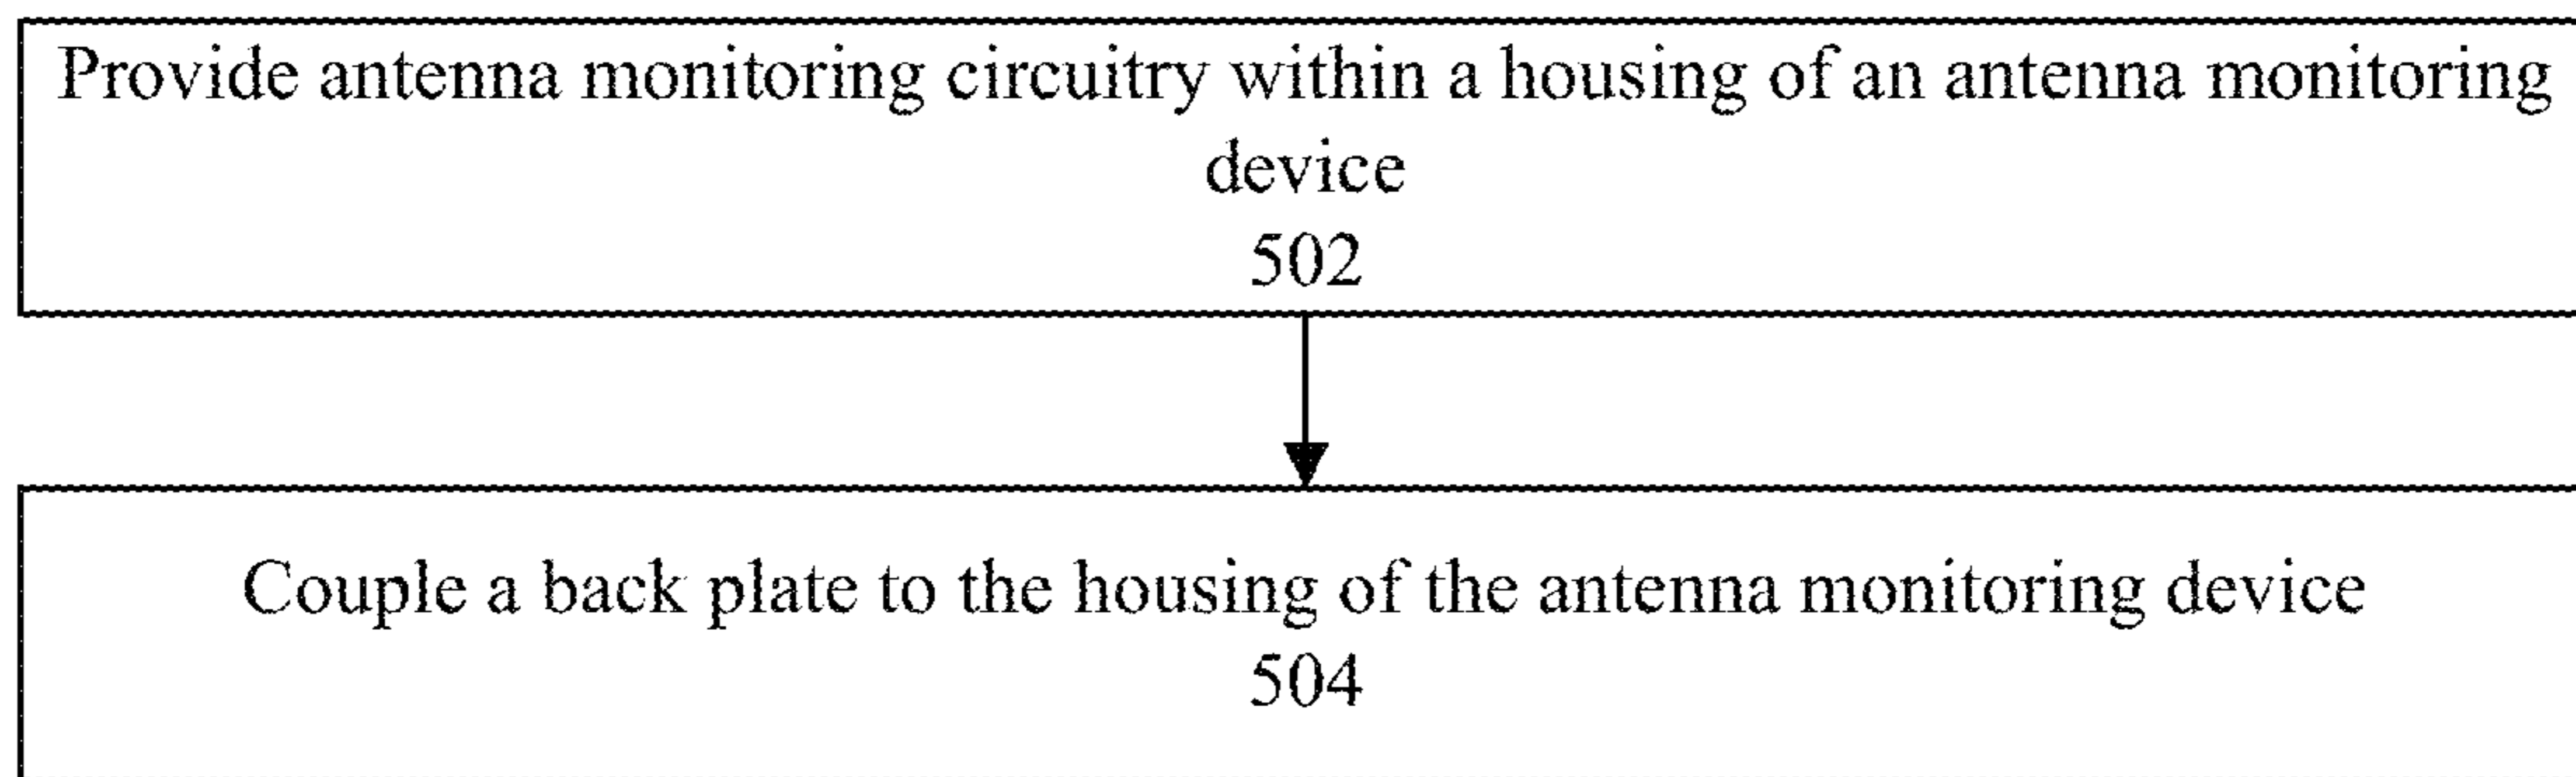 Provide antenna monitoring circuitry within a housing of an antenna monitoring
device
502
Couple a back plate to the housing of the antenna monitoring device
504